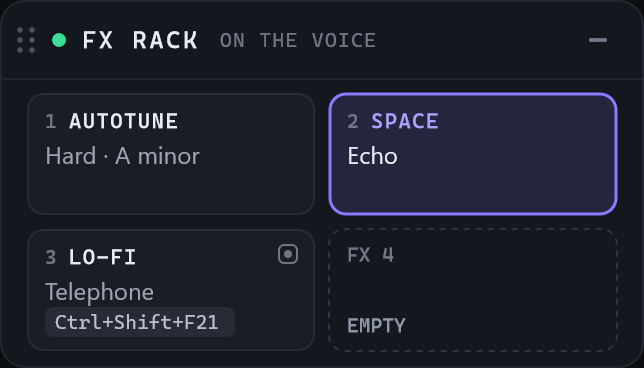 FX RACK ON THE VOICE
1 AUTOTUNE
Hard · A minor
2 SPACE
Echo
3 LO-FI
Telephone
Ctrl+Shift+F21
FX 4
EMPTY